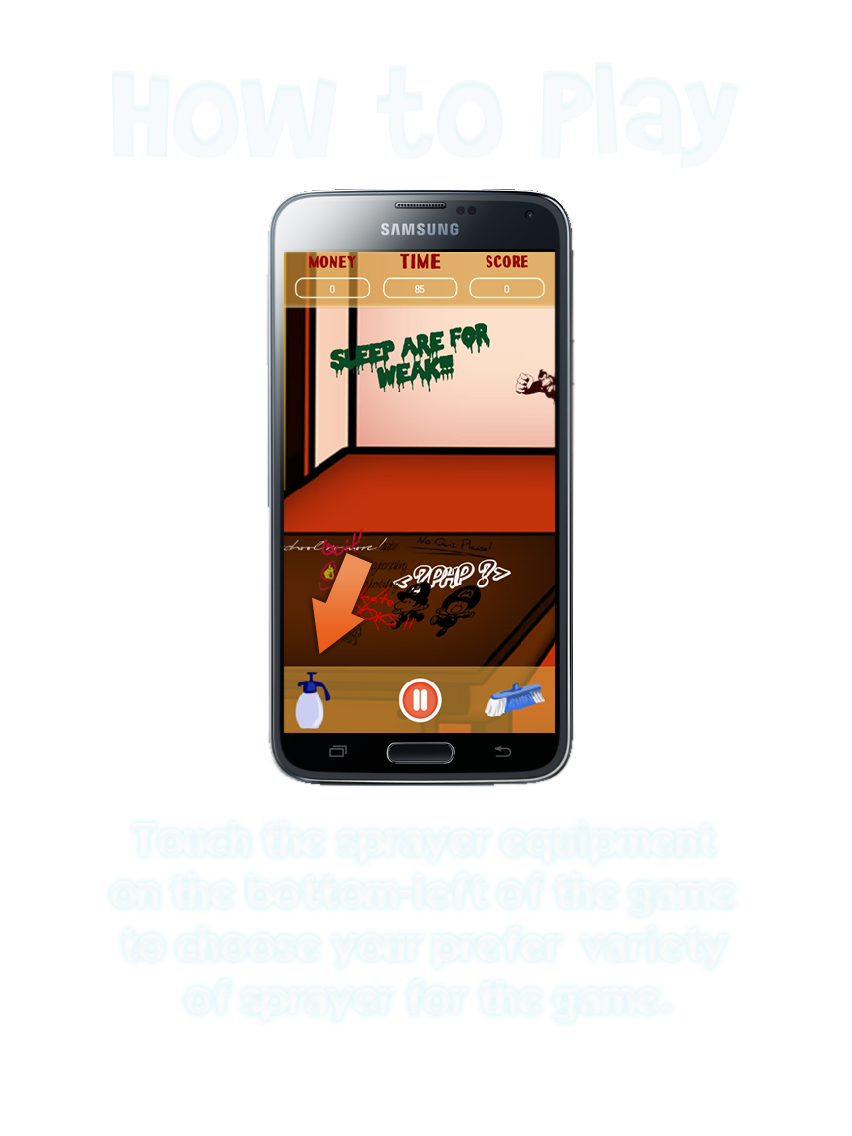 How to Play
SAMSUNG
MONEY TIME SCORE
0 85 0
SLEEP ARE FOR
WEAK!!!
No Quiz Please!
<?PHP ?>
Touch the sprayer equipment
on the bottom-left of the game
to choose your prefer variety
of sprayer for the game.